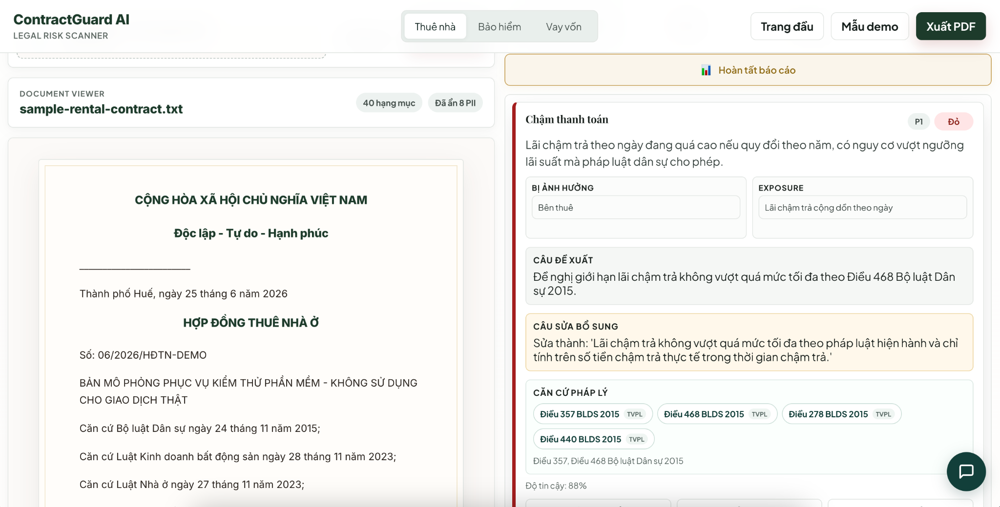 ContractGuard AI
LEGAL RISK SCANNER
Thuê nhà
Bảo hiểm
Vay vốn
Trang đầu
Mẫu demo
Xuất PDF
DOCUMENT VIEWER
sample-rental-contract.txt
40 hạng mục
Đã ẩn 8 PII
CỘNG HÒA XÃ HỘI CHỦ NGHĨA VIỆT NAM
Độc lập - Tự do - Hạnh phúc
Thành phố Huế, ngày 25 tháng 6 năm 2026
HỢP ĐỒNG THUÊ NHÀ Ở
Số: 06/2026/HĐTN-DEMO
BẢN MÔ PHỎNG PHỤC VỤ KIỂM THỬ PHẦN MỀM - KHÔNG SỬ DỤNG
CHO GIAO DỊCH THẬT
Căn cứ Bộ luật Dân sự ngày 24 tháng 11 năm 2015;
Căn cứ Luật Kinh doanh bất động sản ngày 28 tháng 11 năm 2023;
Căn cứ Luật Nhà ở ngày 27 tháng 11 năm 2023;
Hoàn tất báo cáo
Chậm thanh toán
P1
Đỏ
Lãi chậm trả theo ngày đang quá cao nếu quy đổi theo năm, có nguy cơ vượt ngưỡng
lãi suất mà pháp luật dân sự cho phép.
BỊ ẢNH HƯỞNG
Bên thuê
EXPOSURE
Lãi chậm trả cộng dồn theo ngày
CÂU ĐỀ XUẤT
Đề nghị giới hạn lãi chậm trả không vượt quá mức tối đa theo Điều 468 Bộ luật Dân
sự 2015.
CÂU SỬA BỔ SUNG
Sửa thành: 'Lãi chậm trả không vượt quá mức tối đa theo pháp luật hiện hành và chỉ
tính trên số tiền chậm trả thực tế trong thời gian chậm trả.'
CĂN CỨ PHÁP LÝ
Điều 357 BLDS 2015 TVPL
Điều 468 BLDS 2015 TVPL
Điều 278 BLDS 2015 TVPL
Điều 440 BLDS 2015 TVPL
Điều 357, Điều 468 Bộ luật Dân sự 2015
Độ tin cậy: 88%